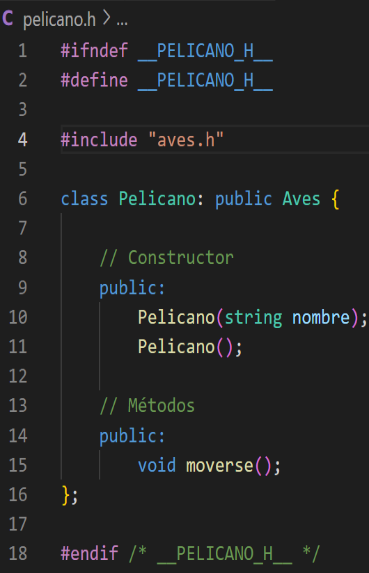 C pelicano.h > ...
1 #ifndef __PELICANO_H__
2 #define __PELICANO_H__
3
4 #include "aves.h"
5
6 class Pelicano: public Aves {
7
8 // Constructor
9 public:
10 Pelicano(string nombre);
11 Pelicano();
12
13 // Métodos
14 public:
15 void moverse();
16 };
17
18 #endif /* __PELICANO_H__ */